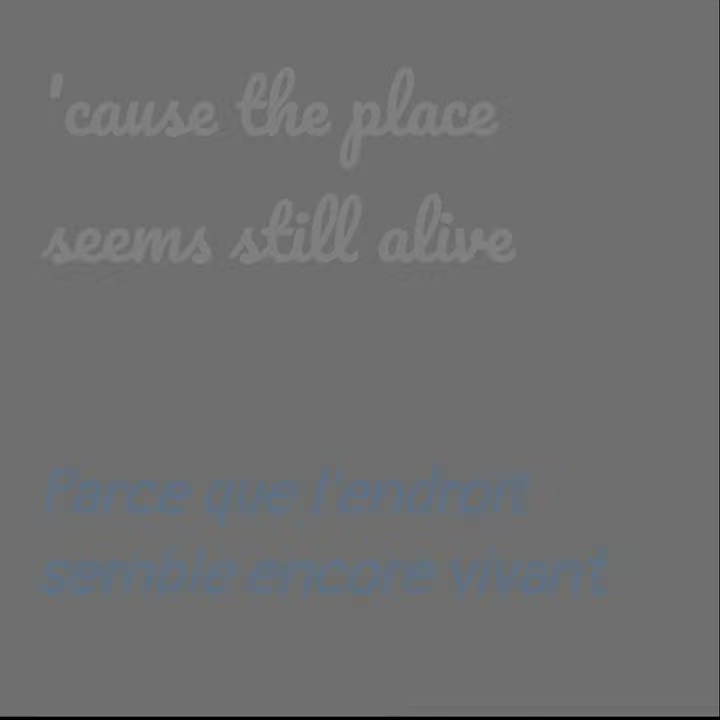 'cause the place
seems still alive
Parce que l'endroit
semble encore vivant